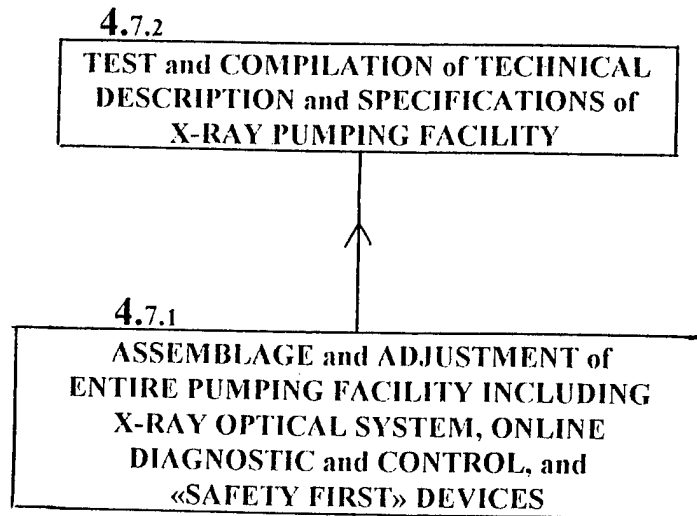 4.7.2
TEST and COMPILATION of TECHNICAL
DESCRIPTION and SPECIFICATIONS of
X-RAY PUMPING FACILITY
4.7.1
ASSEMBLAGE and ADJUSTMENT of
ENTIRE PUMPING FACILITY INCLUDING
X-RAY OPTICAL SYSTEM, ONLINE
DIAGNOSTIC and CONTROL, and
«SAFETY FIRST» DEVICES